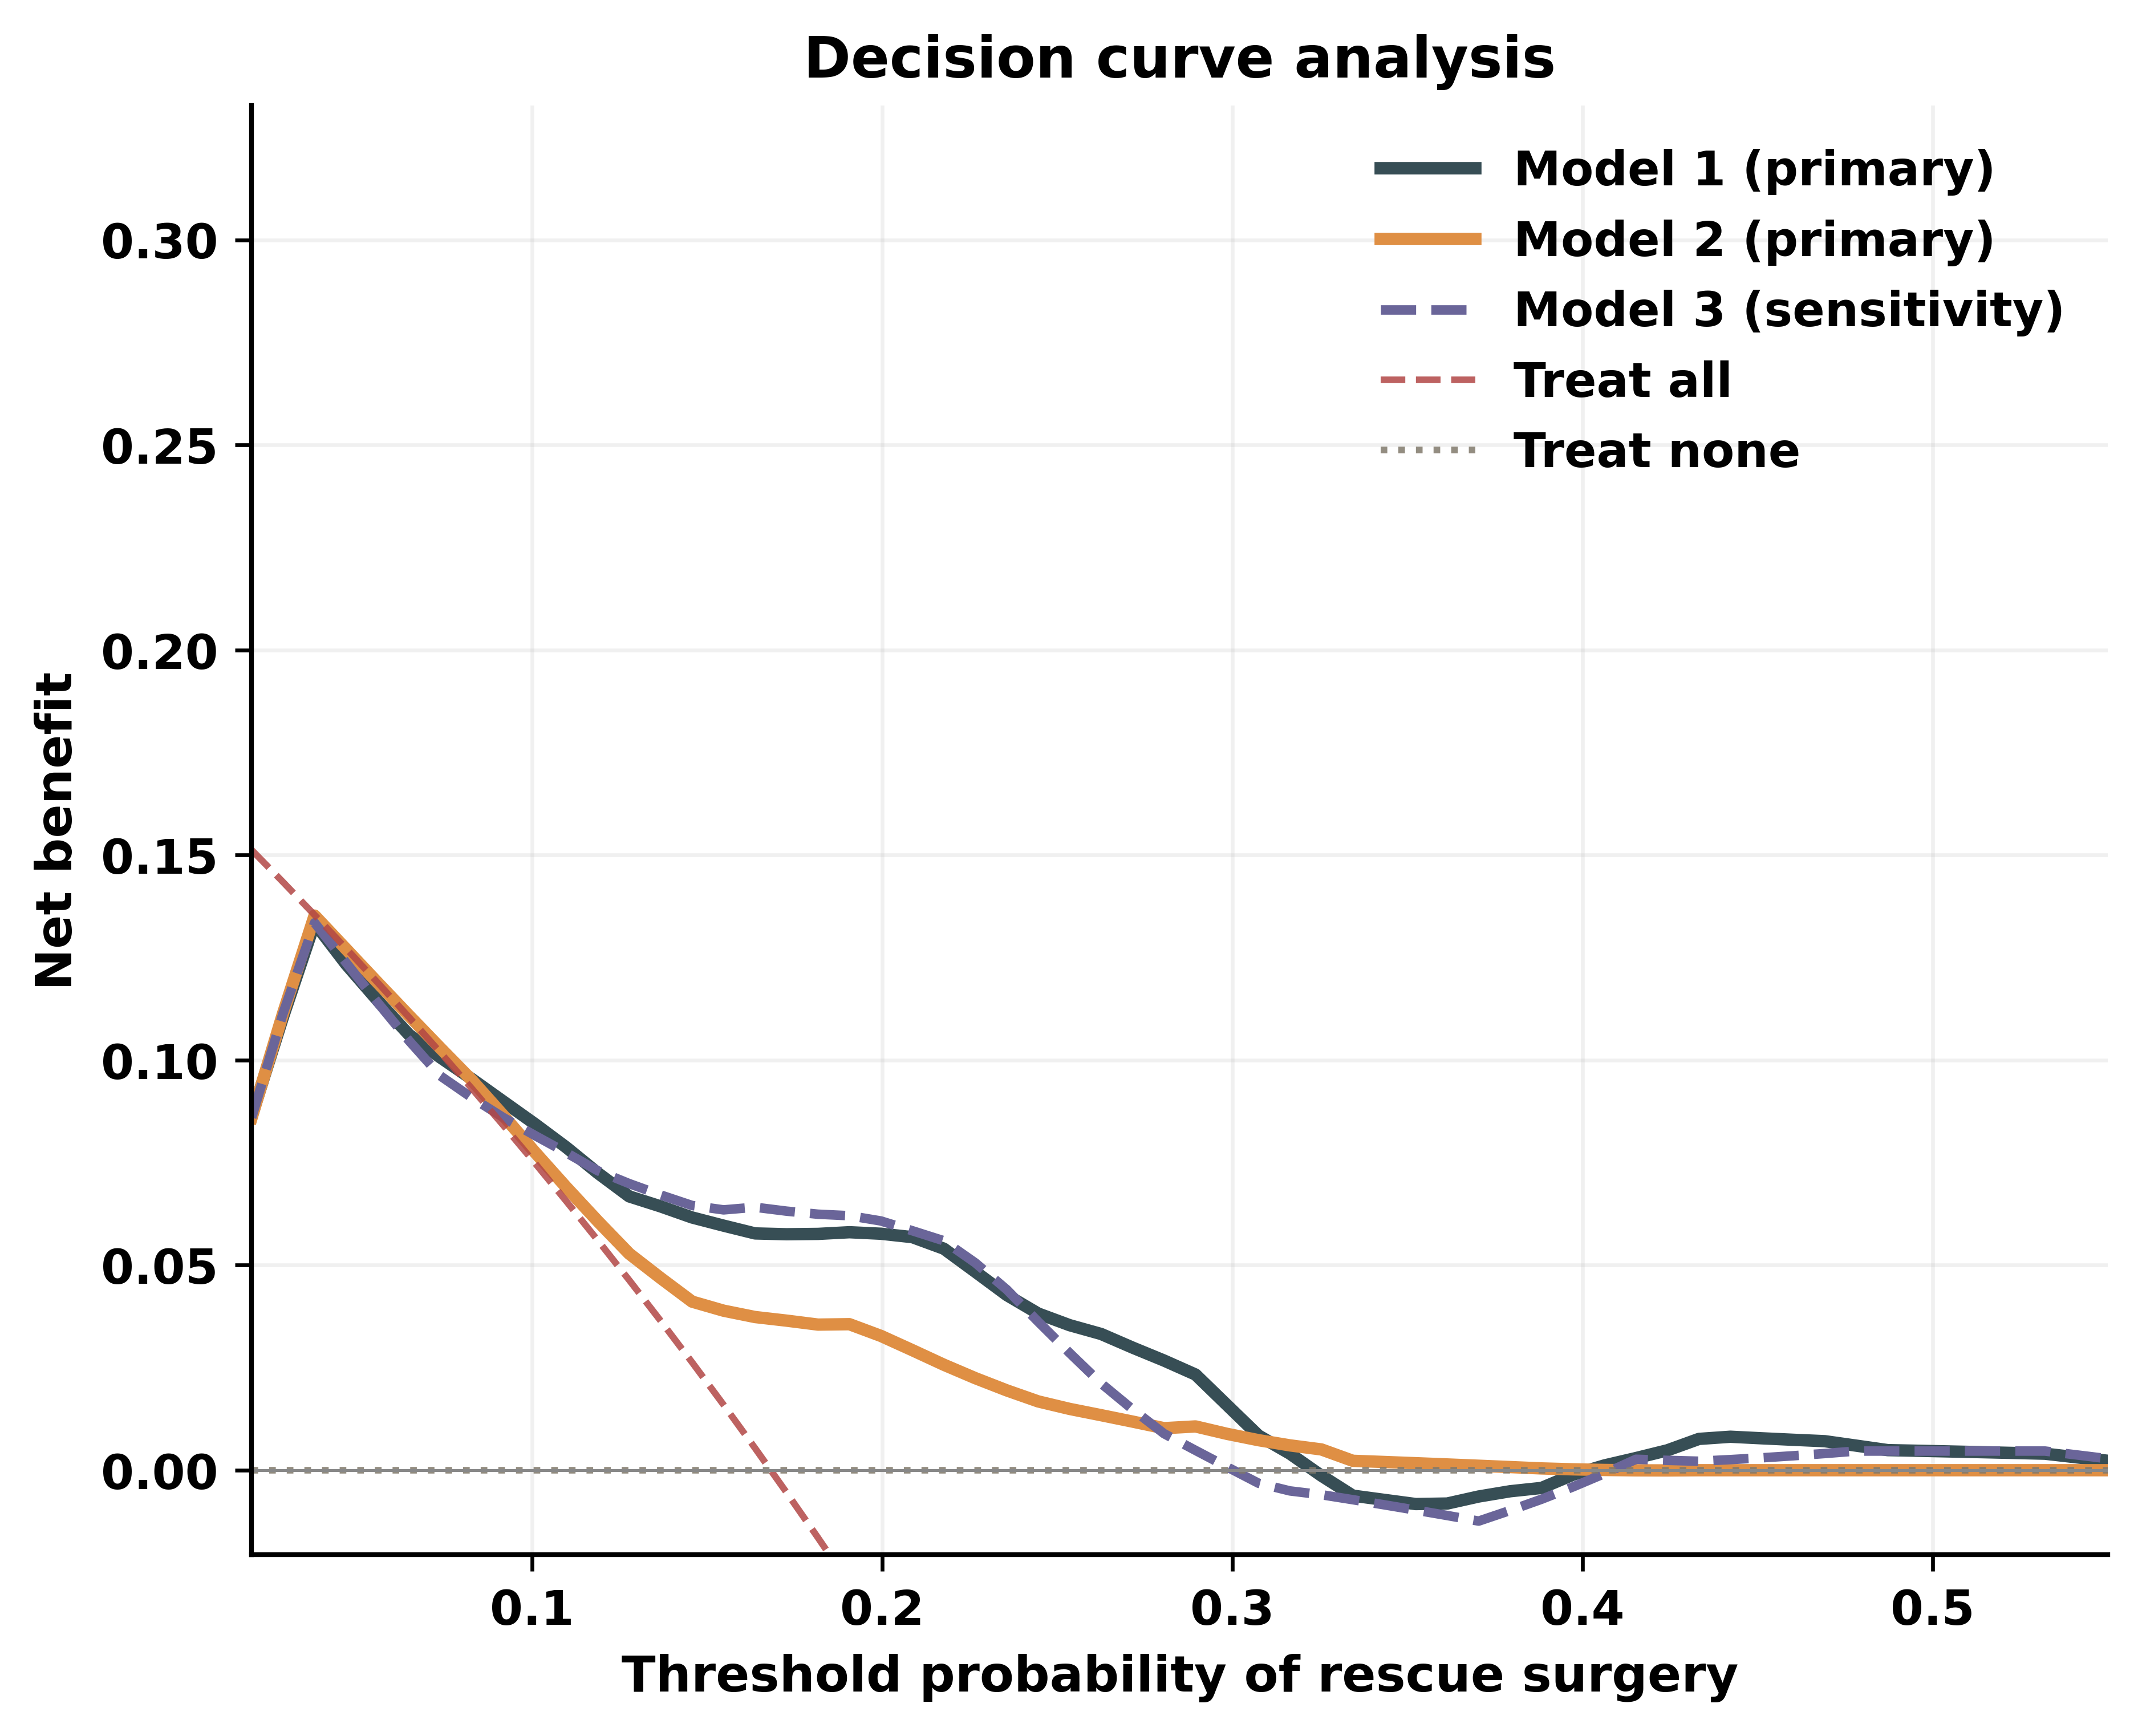 Decision curve analysis
Model 1 (primary)
Model 2 (primary)
Model 3 (sensitivity)
Treat all
Treat none
Net benefit
0.30
0.25
0.20
0.15
0.10
0.05
0.00
0.1 0.2 0.3 0.4 0.5
Threshold probability of rescue surgery